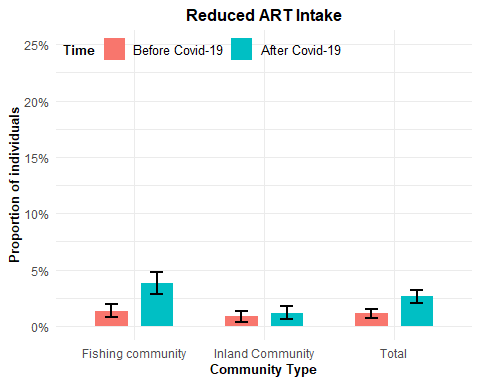 Reduced ART Intake
Time Before Covid-19 After Covid-19
25%
20%
15%
10%
5%
0%
Proportion of individuals
Fishing community Inland Community Total
Community Type